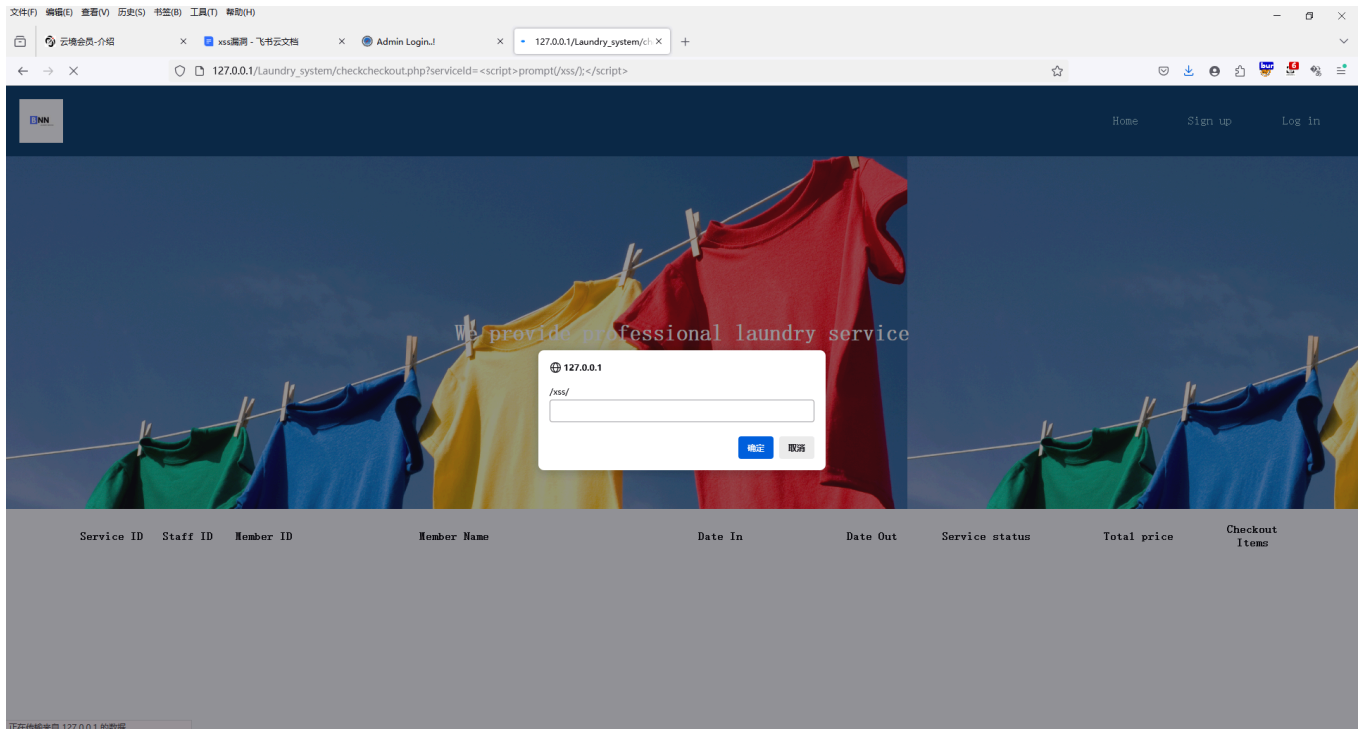 文件(F) 编辑(E) 查看(V) 历史(S) 书签(B) 工具(T) 帮助(H)
云境会员-介绍
xss漏洞 - 飞书云文档
Admin Login..!
127.0.0.1/Laundry_system/ch
127.0.0.1/Laundry_system/checkcheckout.php?serviceId=<script>prompt(/xss/);</script>
bur
6
BNN
Home Sign up Log in
We provide professional laundry service
127.0.0.1
/xss/
确定 取消
Service ID Staff ID Member ID Member Name Date In Date Out Service status Total price Checkout
Items
正在传输来自 127.0.0.1 的数据